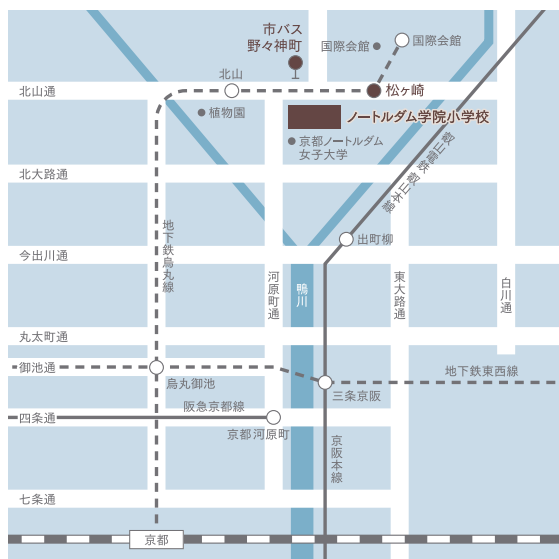 市バス
野々神町
国際会館
国際会館
北山
北山通
松ヶ崎
植物園
ノートルダム学院小学校
京都ノートルダム
女子大学
叡山電鉄 叡山本線
北大路通
地下鉄烏丸線
出町柳
今出川通
河原町通
鴨川
東大路通
白川通
丸太町通
御池通
烏丸御池
地下鉄東西線
三条京阪
阪急京都線
四条通
京都河原町
京阪本線
七条通
京都